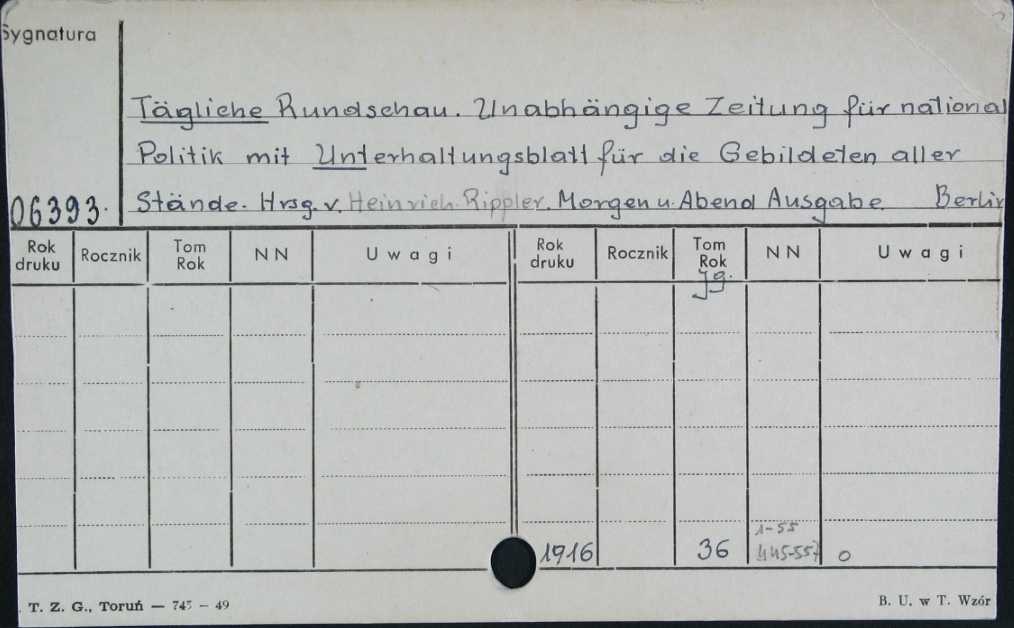 Sygnatura
Tägliche Rundschau. Unabhängige Zeitung für national
Politik mit Unterhaltungsblatt für die Gebildeten aller
06393. Stände. Hrsg. v. Heinrich Rippler. Morgen u. Abend Ausgabe. Berlin
Rok druku Rocznik Tom Rok NN Uwagi Rok druku Rocznik Tom Rok NN Uwagi
Jg.
1-55
1916 36 445-557 0
T. Z. G., Toruń — 745 — 49 B. U. w T. Wzór